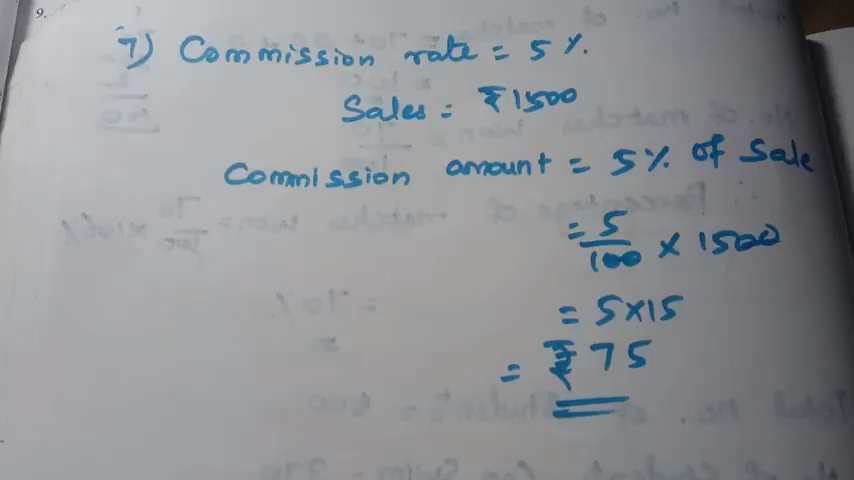 9.
7) Commission rate = 5%.
Sales = ₹1500
Commission amount = 5% of Sale
= 5/100 × 1500
= 5×15
= ₹75